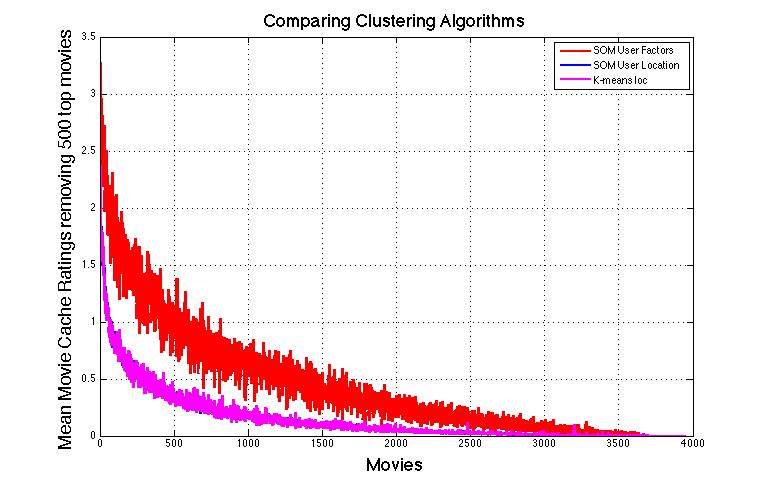 Comparing Clustering Algorithms
Mean Movie Cache Ratings removing 500 top movies
3.5
3
2.5
2
1.5
1
0.5
0
SOM User Factors
SOM User Location
K-means loc
0 500 1000 1500 2000 2500 3000 3500 4000
Movies